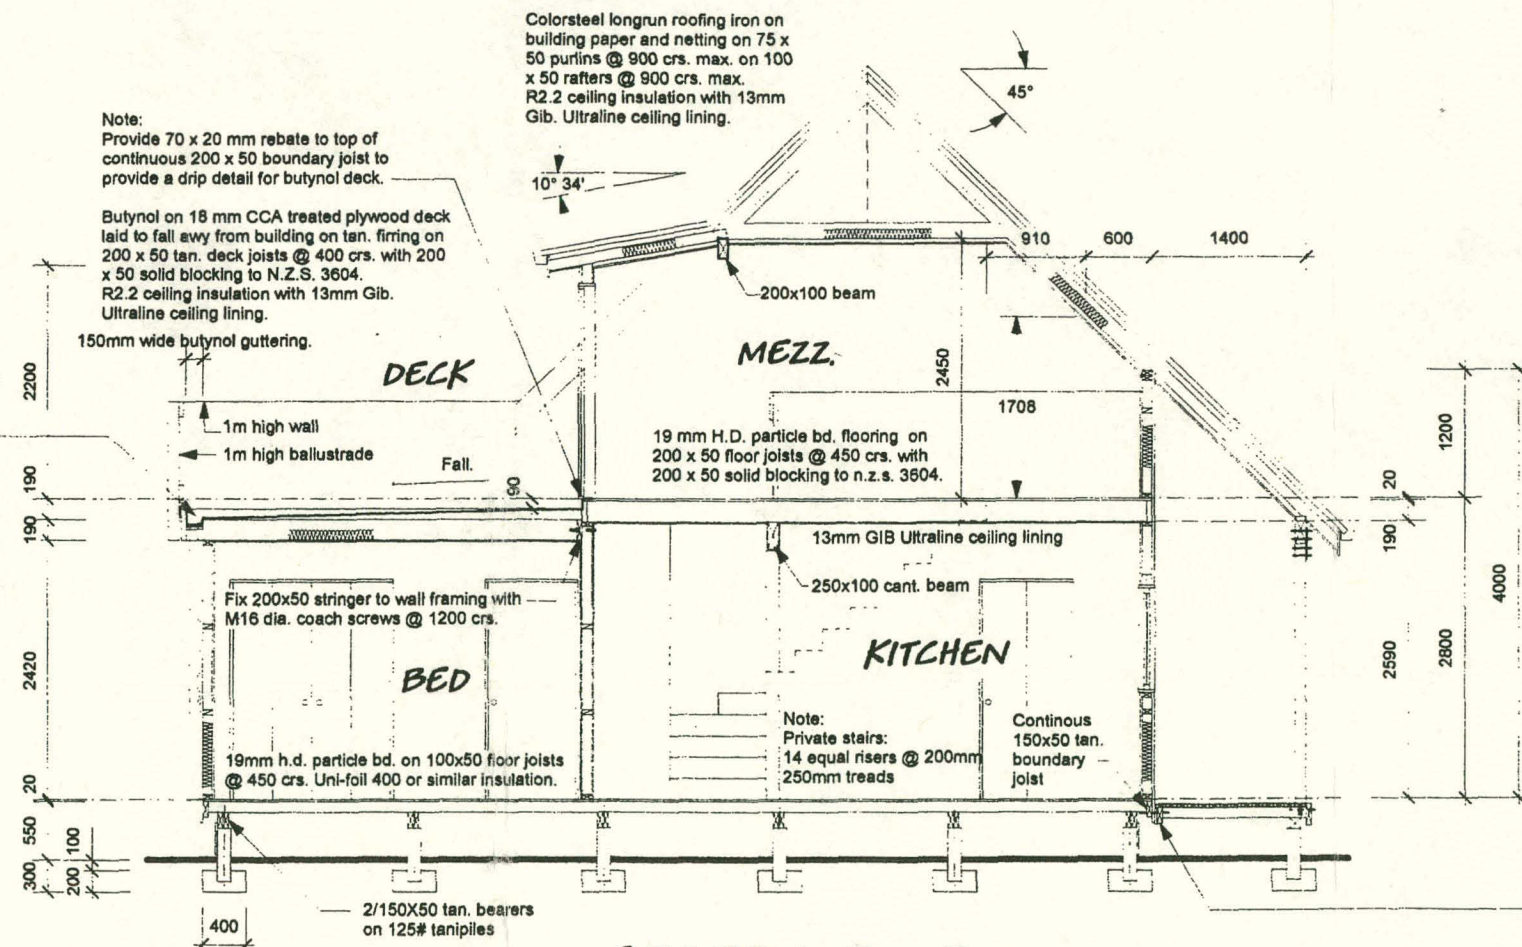 Colorsteel longrun roofing iron on
building paper and netting on 75 x
50 purlins @ 900 crs. max. on 100
x 50 rafters @ 900 crs. max.
R2.2 ceiling insulation with 13mm
Gib. Ultraline ceiling lining.
45°
Note:
Provide 70 x 20 mm rebate to top of
continuous 200 x 50 boundary joist to
provide a drip detail for butynol deck.
10° 34'
Butynol on 18 mm CCA treated plywood deck
laid to fall awy from building on tan. firring on
200 x 50 tan. deck joists @ 400 crs. with 200
x 50 solid blocking to N.Z.S. 3604.
R2.2 ceiling insulation with 13mm Gib.
Ultraline ceiling lining.
150mm wide butynol guttering.
910
600
1400
200x100 beam
MEZZ.
DECK
2200
2450
1708
1m high wall
1m high ballustrade
Fall.
90
19 mm H.D. particle bd. flooring on
200 x 50 floor joists @ 450 crs. with
200 x 50 solid blocking to n.z.s. 3604.
1200
20
190
190
190
13mm GIB Ultraline ceiling lining
250x100 cant. beam
4000
Fix 200x50 stringer to wall framing with
M16 dia. coach screws @ 1200 crs.
KITCHEN
BED
2420
2590
2800
Note:
Private stairs:
14 equal risers @ 200mm
250mm treads
Continous
150x50 tan.
boundary
joist
19mm h.d. particle bd. on 100x50 floor joists
@ 450 crs. Uni-foil 400 or similar insulation.
20
550
100
300
200
400
2/150X50 tan. bearers
on 125# tanipiles